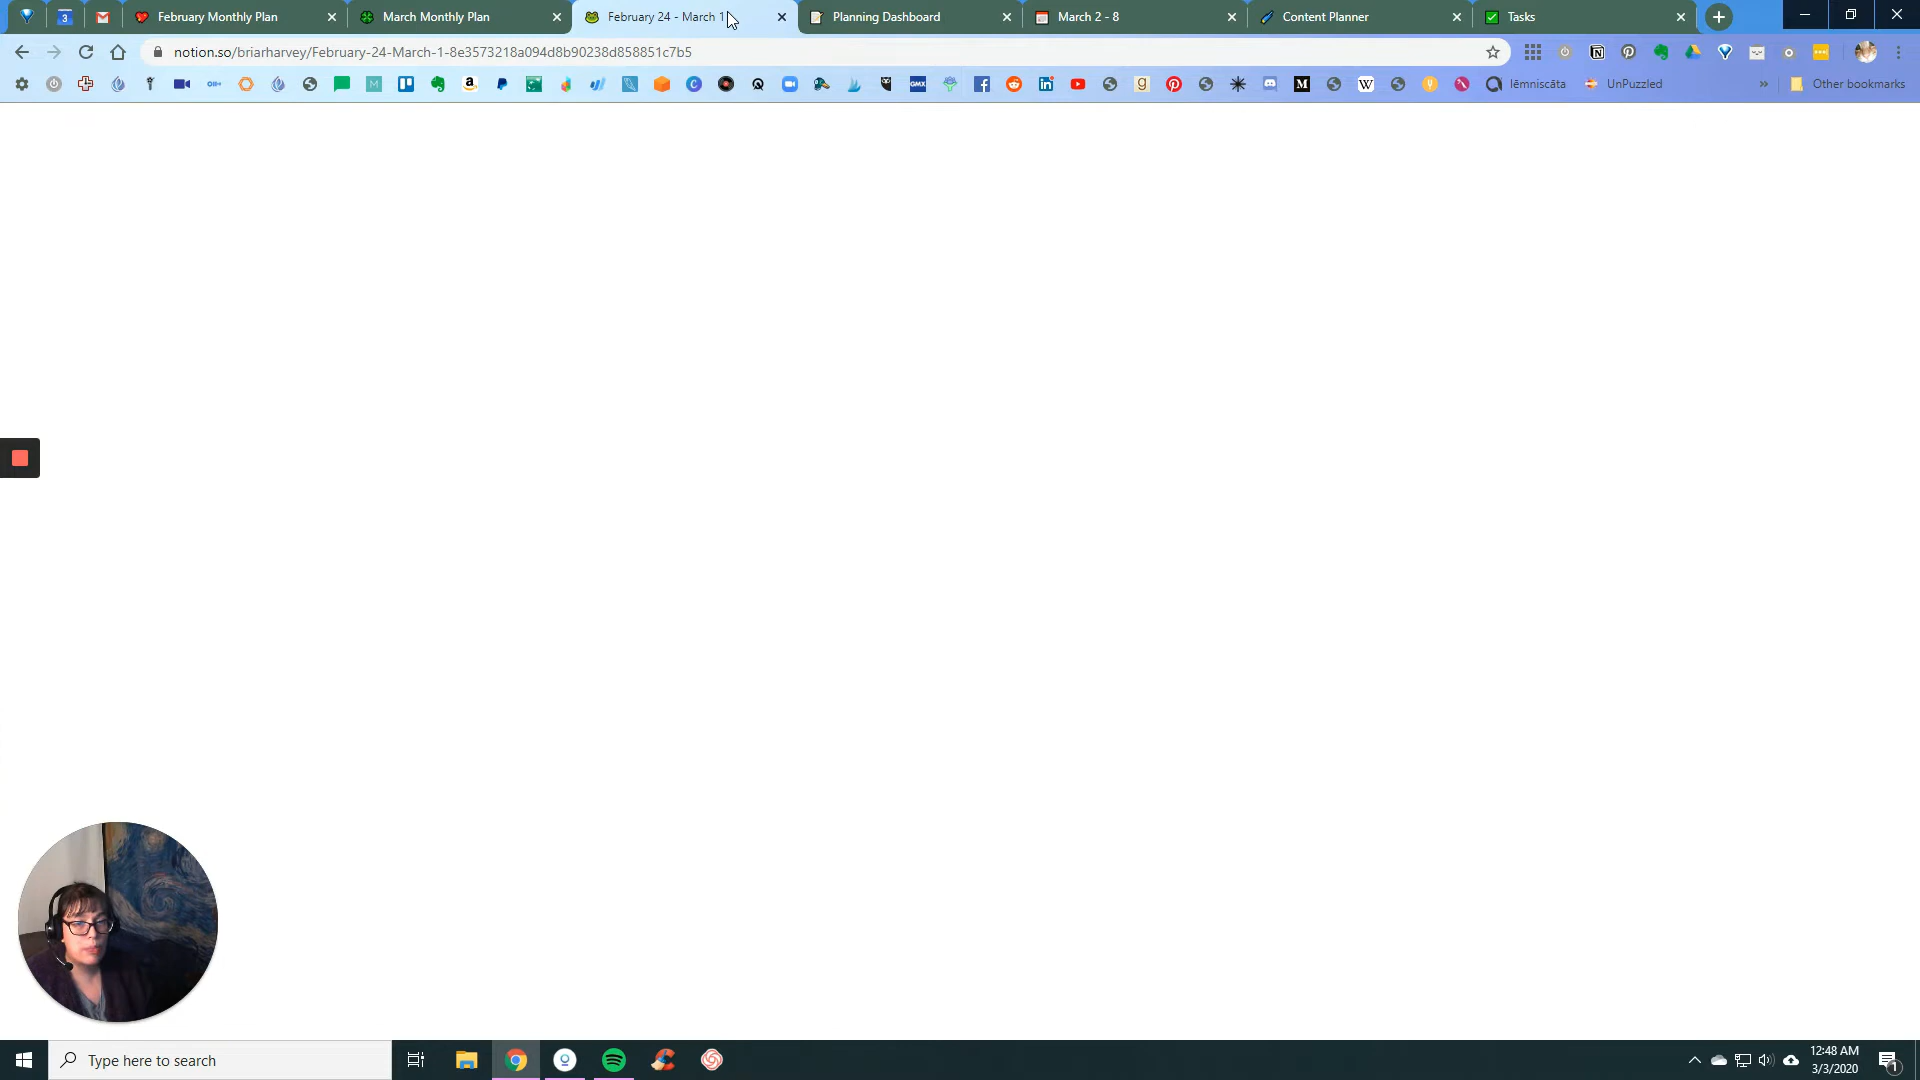 February Monthly Plan
March Monthly Plan
February 24 - March 1
Planning Dashboard
March 2 - 8
Content Planner
Tasks
notion.so/briarharvey/February-24-March-1-8e3573218a094d8b90238d858851c7b5
lēmniscāta
UnPuzzled
Other bookmarks
Type here to search
12:48 AM
3/3/2020